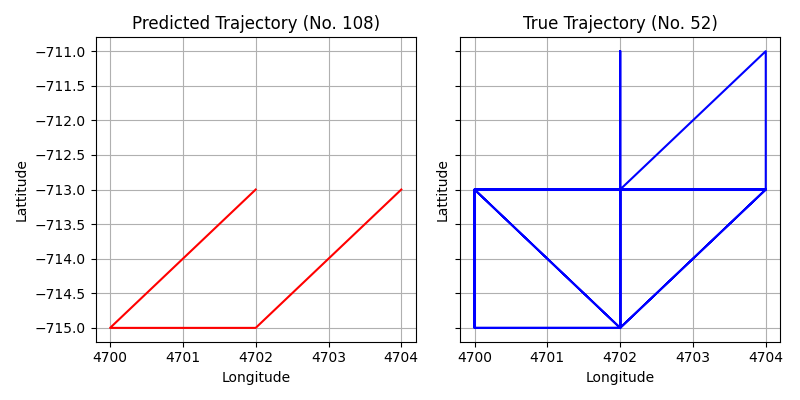 Predicted Trajectory (No. 108)
Lattitude
−711.0
−711.5
−712.0
−712.5
−713.0
−713.5
−714.0
−714.5
−715.0
4700 4701 4702 4703 4704
Longitude
True Trajectory (No. 52)
Lattitude
4700 4701 4702 4703 4704
Longitude